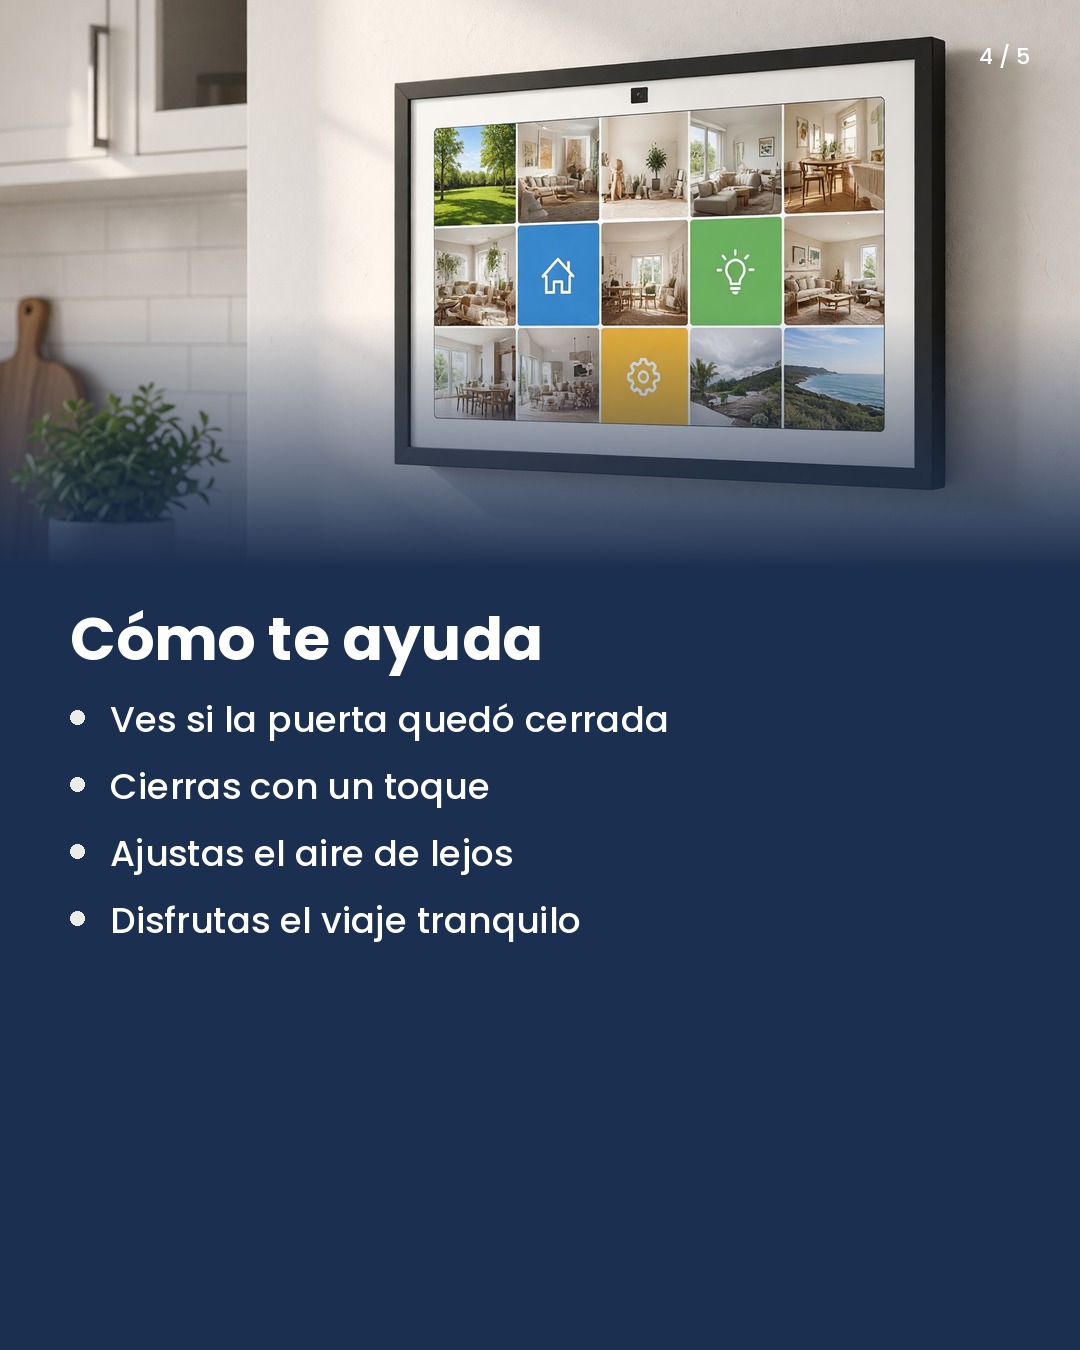 4 / 5
Cómo te ayuda
Ves si la puerta quedó cerrada
Cierras con un toque
Ajustas el aire de lejos
Disfrutas el viaje tranquilo